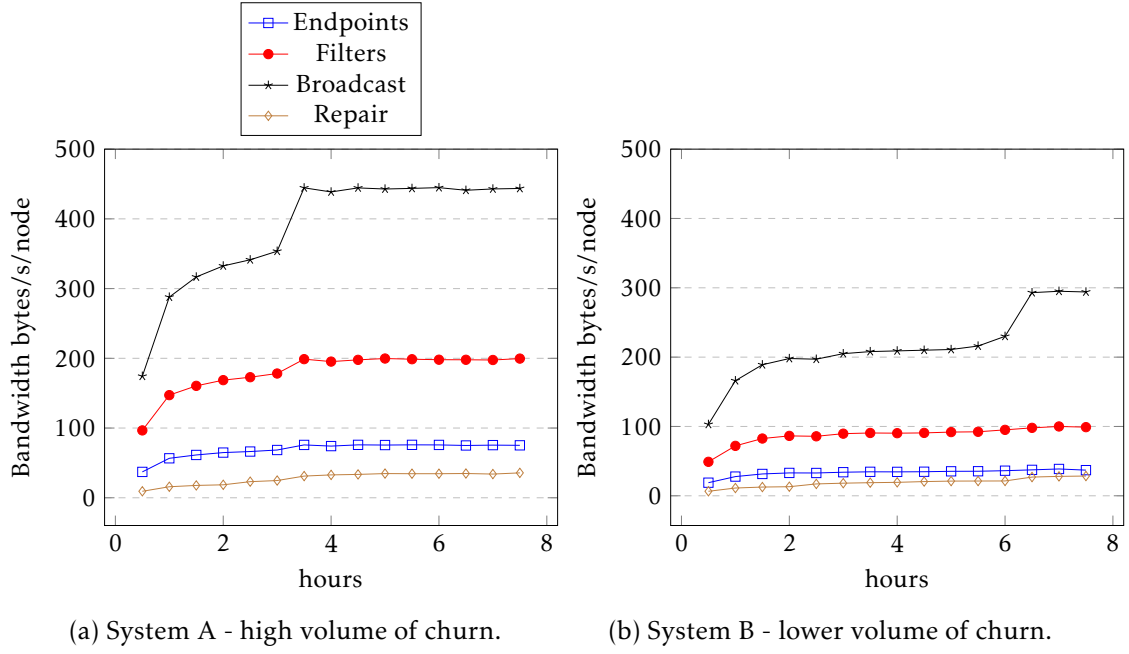 Endpoints
Filters
Broadcast
Repair
500
400
300
200
100
0
Bandwidth bytes/s/node
0 2 4 6 8
hours
(a) System A - high volume of churn.
500
400
300
200
100
0
Bandwidth bytes/s/node
0 2 4 6 8
hours
(b) System B - lower volume of churn.